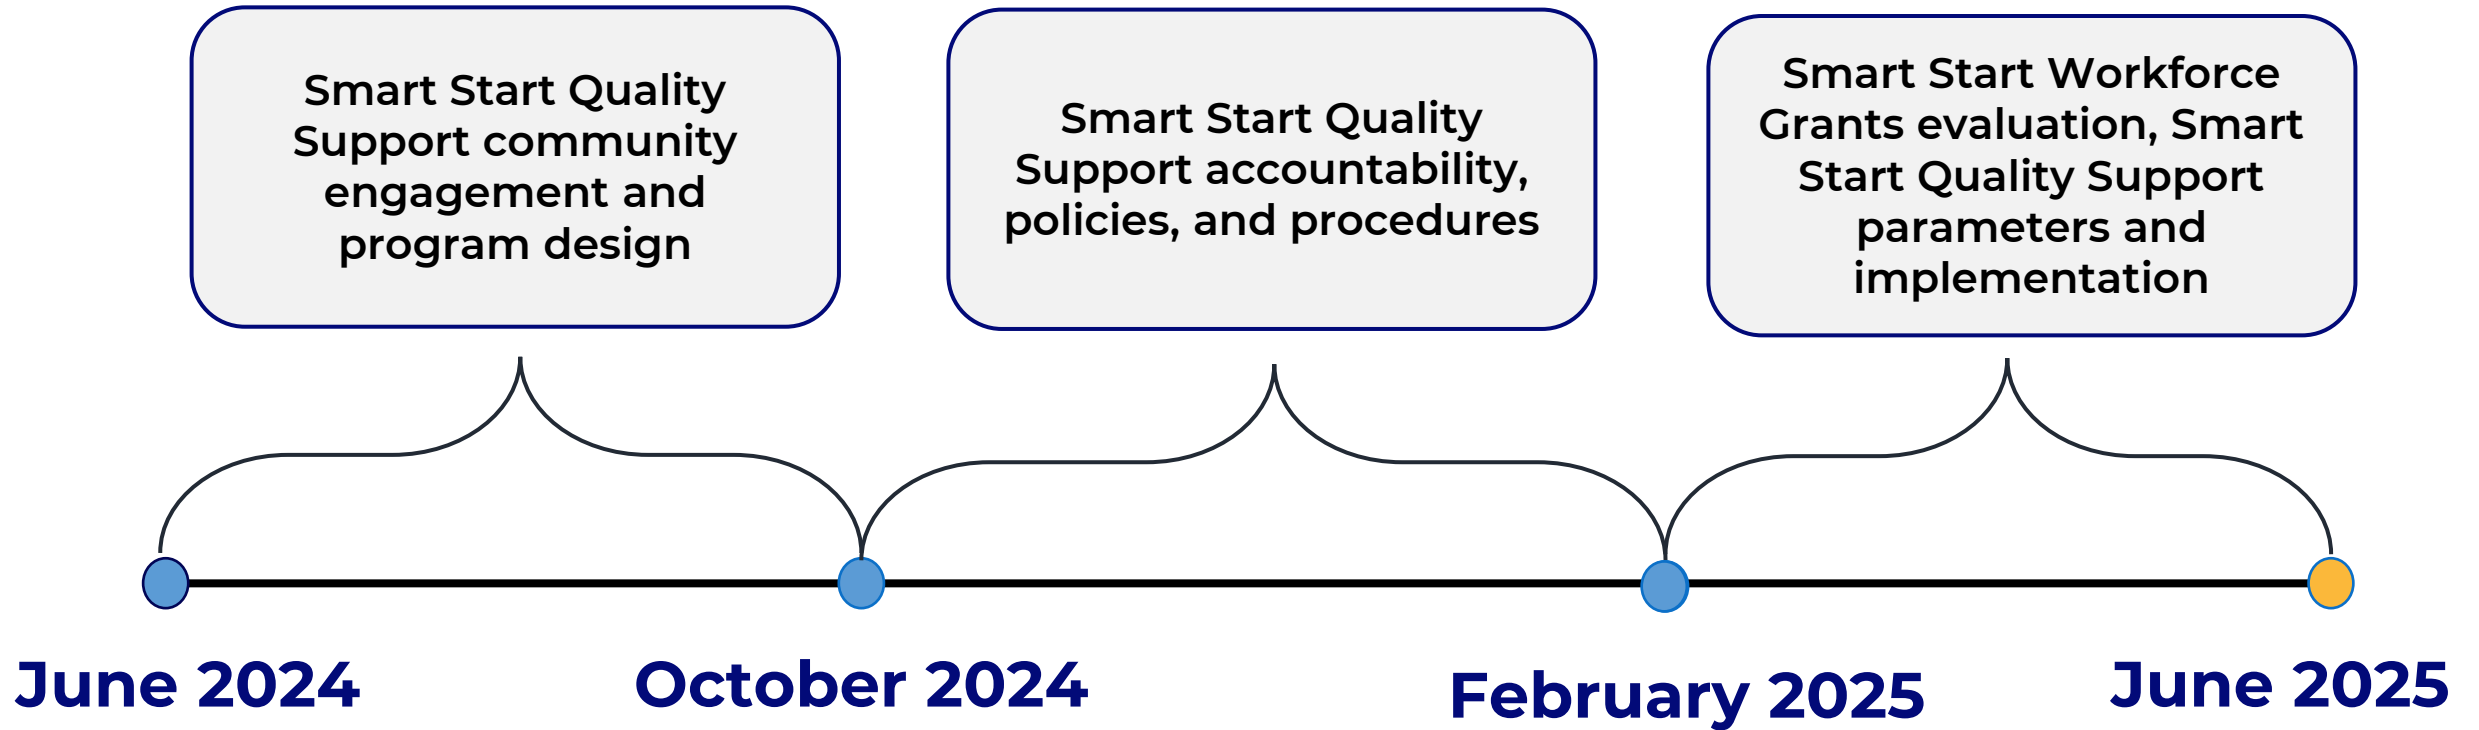 Smart Start Quality
Support community
engagement and
program design
Smart Start Quality
Support accountability,
policies, and procedures
Smart Start Workforce
Grants evaluation, Smart
Start Quality Support
parameters and
implementation
June 2024
October 2024
February 2025
June 2025